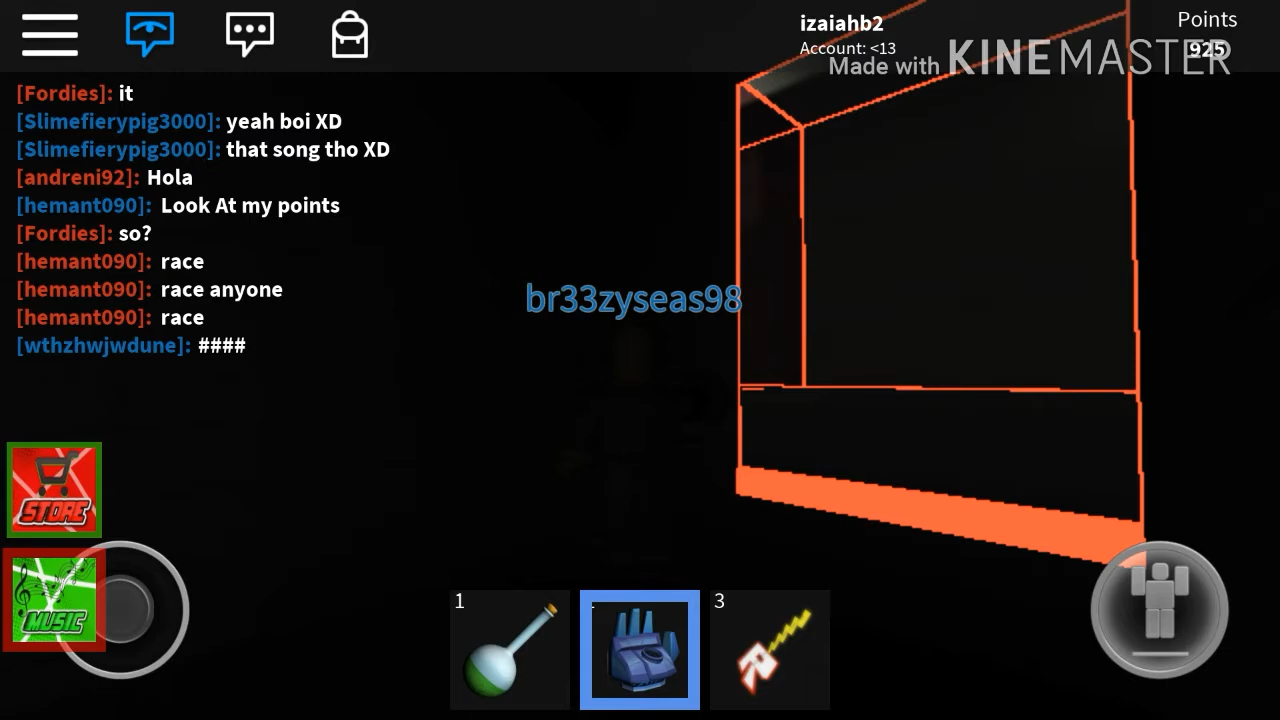 izaiahb2
Account: <13
Points
925
Made with KINEMASTER
[Fordies]: it
[Slimefierypig3000]: yeah boi XD
[Slimefierypig3000]: that song tho XD
[andreni92]: Hola
[hemant090]: Look At my points
[Fordies]: so?
[hemant090]: race
[hemant090]: race anyone
[hemant090]: race
[wthzhwjwdune]: ####
br33zyseas98
STORE
MUSIC
1
3